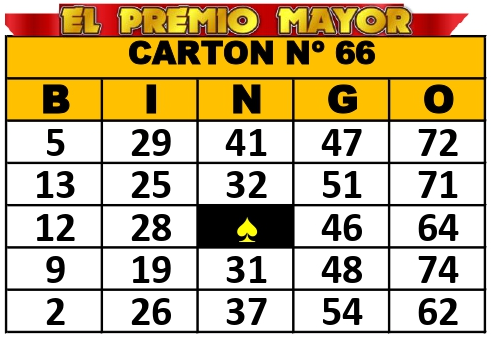 EL PREMIO MAYOR
CARTON Nº 66
B I N G O
5 29 41 47 72
13 25 32 51 71
12 28 ♠ 46 64
9 19 31 48 74
2 26 37 54 62